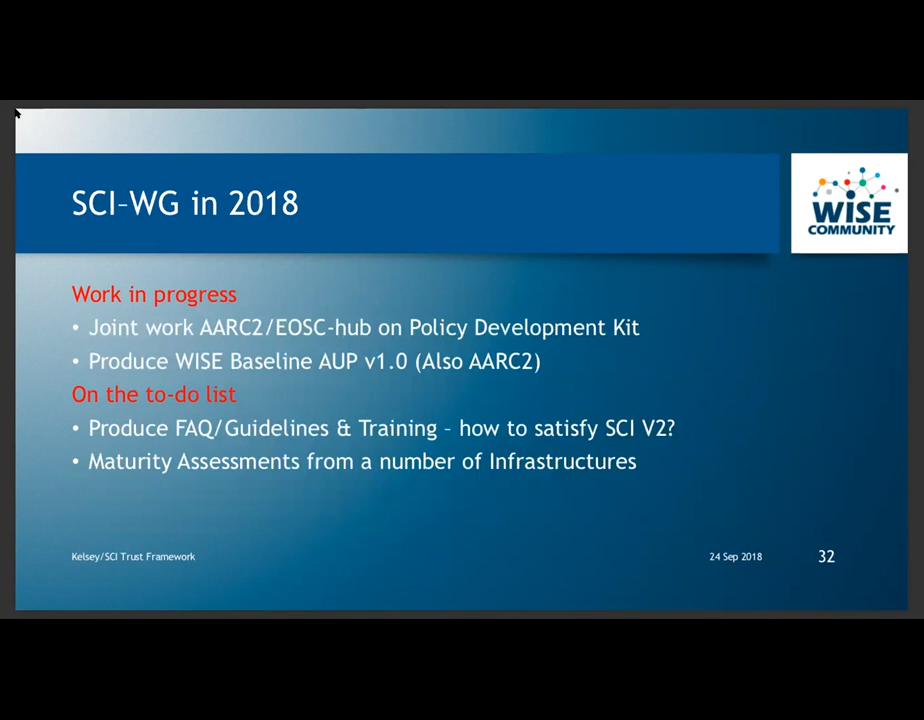 SCI-WG in 2018
WISE
COMMUNITY
Work in progress
• Joint work AARC2/EOSC-hub on Policy Development Kit
• Produce WISE Baseline AUP v1.0 (Also AARC2)
On the to-do list
• Produce FAQ/Guidelines & Training – how to satisfy SCI V2?
• Maturity Assessments from a number of Infrastructures
Kelsey/SCI Trust Framework
24 Sep 2018
32